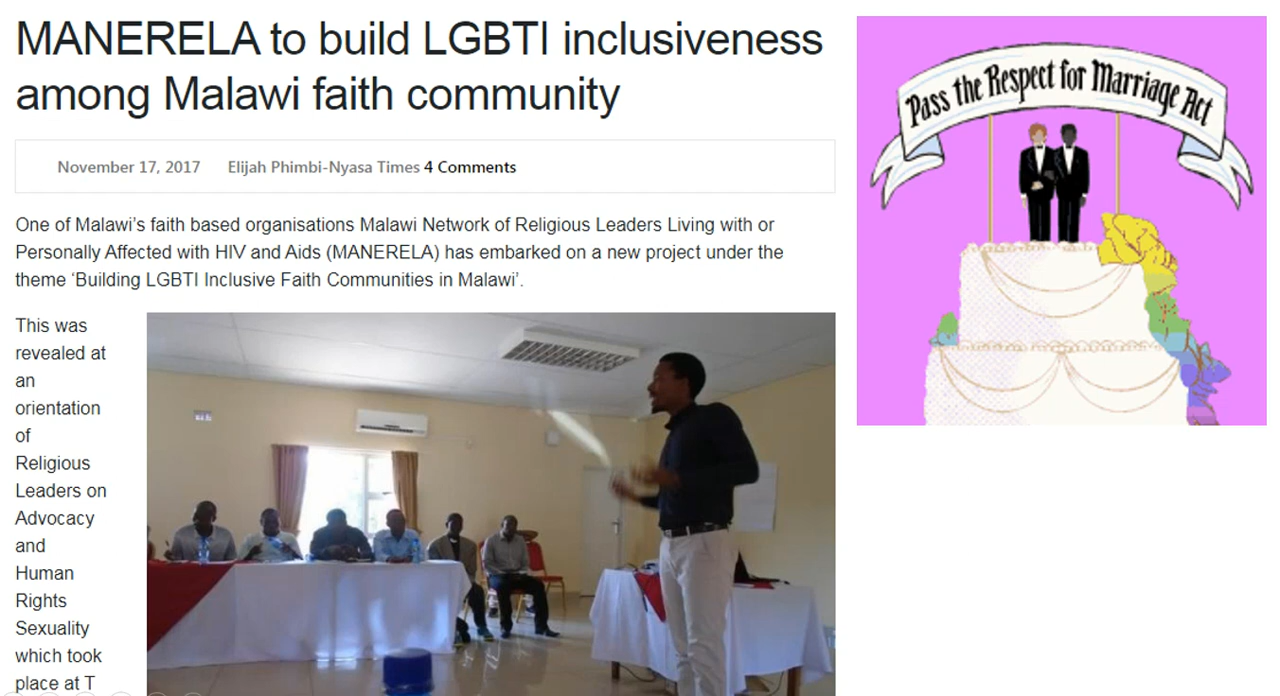 MANERELA to build LGBTI inclusiveness
among Malawi faith community
November 17, 2017 Elijah Phimbi-Nyasa Times 4 Comments
One of Malawi’s faith based organisations Malawi Network of Religious Leaders Living with or
Personally Affected with HIV and Aids (MANERELA) has embarked on a new project under the
theme ‘Building LGBTI Inclusive Faith Communities in Malawi’.
This was
revealed at
an
orientation
of
Religious
Leaders on
Advocacy
and
Human
Rights
Sexuality
which took
place at T
Pass the Respect for Marriage Act